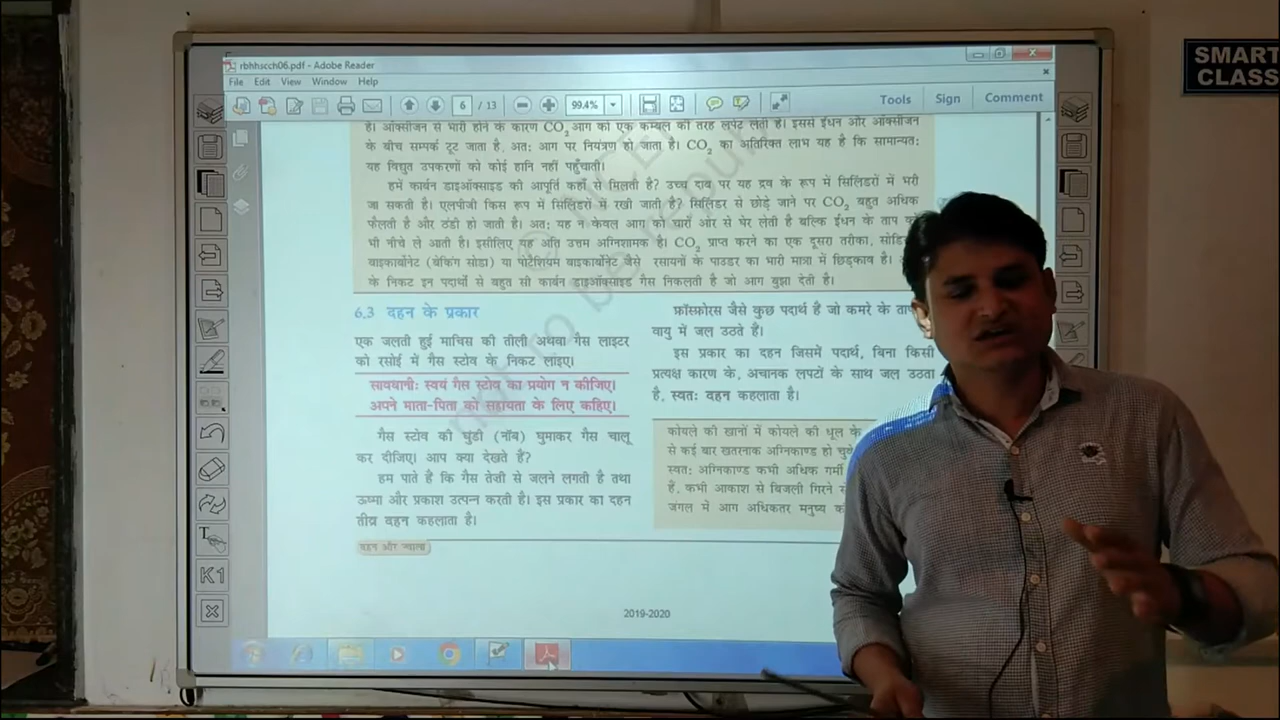 rbhhscch06.pdf - Adobe Reader
SMART
CLASS
File Edit View Window Help
6 / 13 99.4% Tools Sign Comment
है। ऑक्सीजन से भारी होने के कारण CO2 आग को एक कम्बल की तरह लपेट लेती है। इससे ईंधन और ऑक्सीजन
के बीच सम्पर्क टूट जाता है, अतः आग पर नियंत्रण हो जाता है। CO2 का अतिरिक्त लाभ यह है कि सामान्यतः
यह विद्युत उपकरणों को कोई हानि नहीं पहुँचाती।
हमें कार्बन डाइऑक्साइड की आपूर्ति कहाँ से मिलती है? उच्च दाब पर यह द्रव के रूप में सिलिंडरों में भरी
जा सकती है। एलपीजी किस रूप में सिलिंडरों में रखी जाती है? सिलिंडर से छोड़े जाने पर CO2 बहुत अधिक
फैलती है और ठंडी हो जाती है। अतः यह न केवल आग को चारों ओर से घेर लेती है बल्कि ईंधन के ताप को
भी नीचे ले आती है। इसीलिए यह अति उत्तम अग्निशामक है। CO2 प्राप्त करने का एक दूसरा तरीका, सोडि
बाइकार्बोनेट (बेकिंग सोडा) या पोटैशियम बाइकार्बोनेट जैसे रसायनों के पाउडर का भारी मात्रा में छिड़काव है।
के निकट इन पदार्थों से बहुत सी कार्बन डाइऑक्साइड गैस निकलती है जो आग बुझा देती है।
6.3 दहन के प्रकार
एक जलती हुई माचिस की तीली अथवा गैस लाइटर
को रसोई में गैस स्टोव के निकट लाइए।
सावधानी: स्वयं गैस स्टोव का प्रयोग न कीजिए।
अपने माता-पिता को सहायता के लिए कहिए।
गैस स्टोव की घुंडी (नॉब) घुमाकर गैस चालू
कर दीजिए। आप क्या देखते हैं?
हम पाते हैं कि गैस तेजी से जलने लगती है तथा
ऊष्मा और प्रकाश उत्पन्न करती है। इस प्रकार का दहन
तीव्र दहन कहलाता है।
फ़ॉस्फ़ोरस जैसे कुछ पदार्थ हैं जो कमरे के ता
वायु में जल उठते हैं।
इस प्रकार का दहन जिसमें पदार्थ, बिना किसी
प्रत्यक्ष कारण के, अचानक लपटों के साथ जल उठता
है, स्वतः दहन कहलाता है।
कोयले की खानों में कोयले की धूल के
से कई बार खतरनाक अग्निकाण्ड हो चुके
स्वतः अग्निकाण्ड कभी अधिक गर्मी
हैं, कभी आकाश से बिजली गिरने से
जंगल में आग अधिकतर मनुष्य क
दहन और ज्वाला
2019-2020
K1